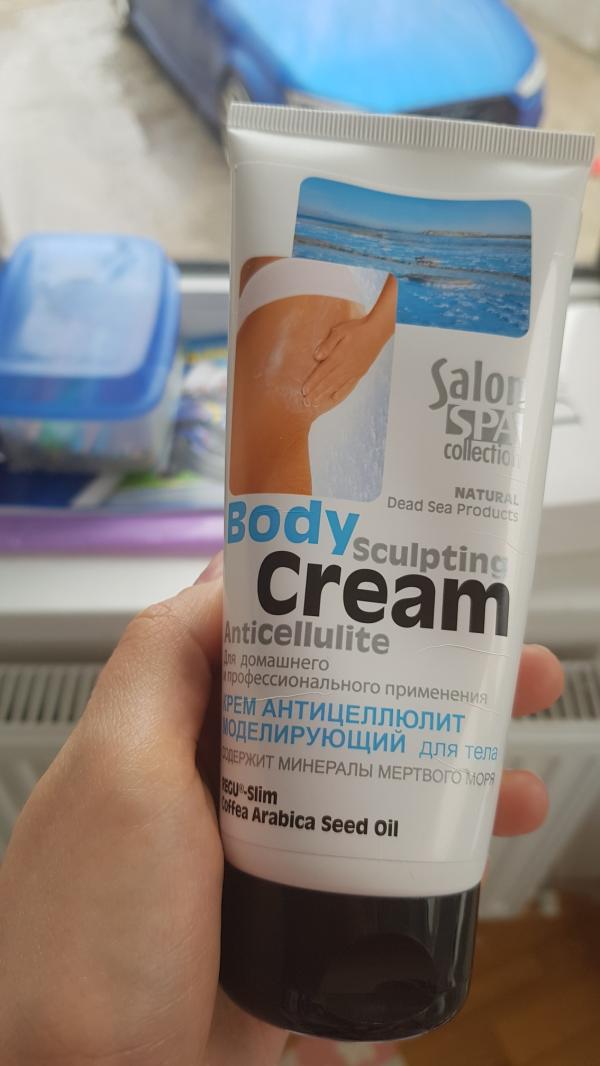 Salon
SPA
collection
NATURAL
Dead Sea Products
Body
Sculpting
Cream
Anticellulite
Для домашнего
и профессионального применения
КРЕМ АНТИЦЕЛЛЮЛИТ
МОДЕЛИРУЮЩИЙ для тела
СОДЕРЖИТ МИНЕРАЛЫ МЕРТВОГО МОРЯ
REGU®-Slim
Coffea Arabica Seed Oil